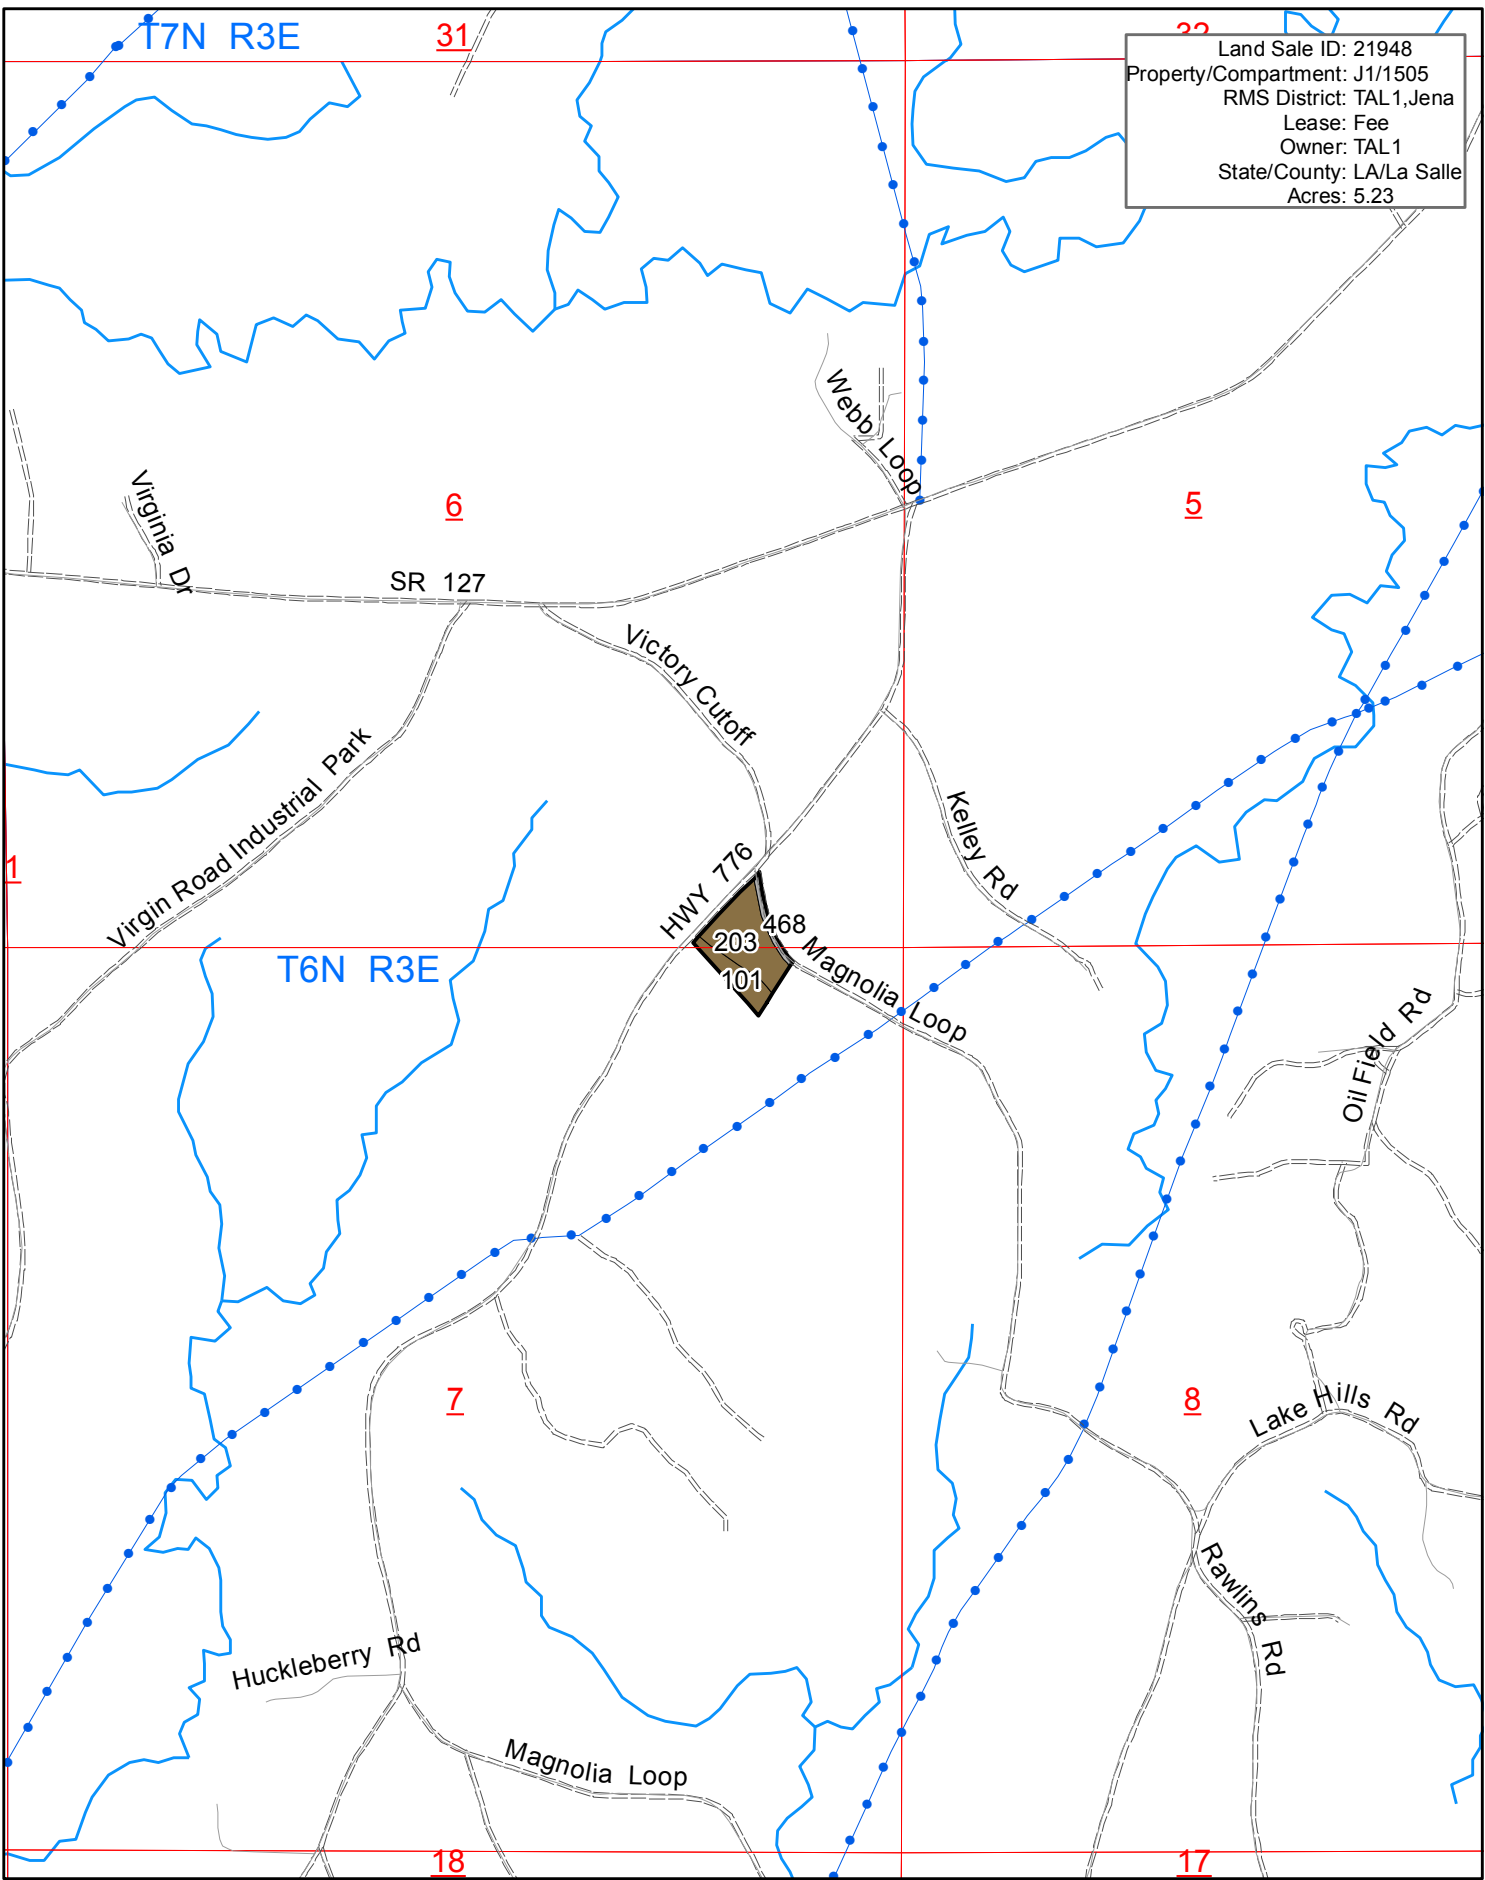 T7N R3E
31
32
Land Sale ID: 21948
Property/Compartment: J1/1505
RMS District: TAL1,Jena
Lease: Fee
Owner: TAL1
State/County: LA/La Salle
Acres: 5.23
Webb Loop
Virginia Dr
6
5
SR 127
Victory Cutoff
Virgin Road Industrial Park
Kelley Rd
1
HWY 776
468
203
101
Magnolia Loop
T6N R3E
Oil Field Rd
7
8
Lake Hills Rd
Rawlins Rd
Huckleberry Rd
Magnolia Loop
18
17